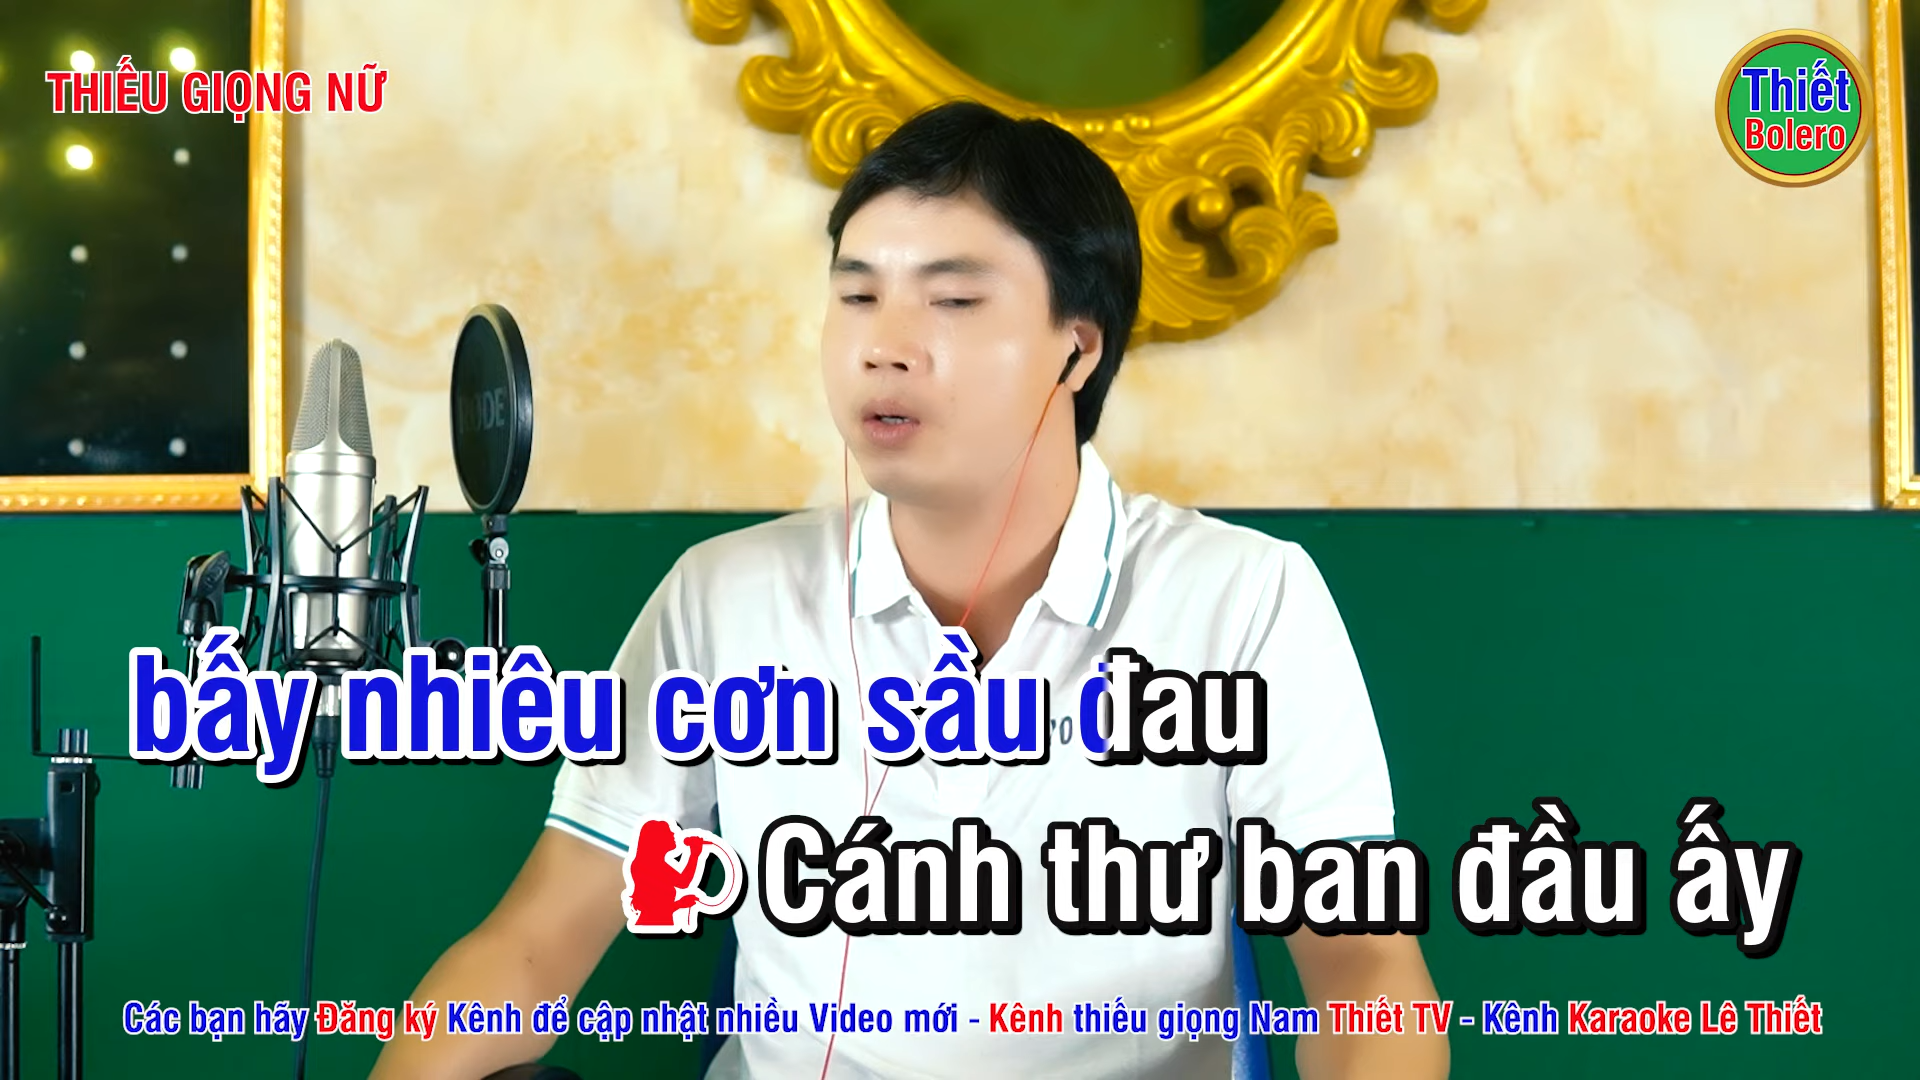 THIẾU GIỌNG NỮ
Thiết
Bolero
RODE
bấy nhiêu cơn sầu đau
Cánh thư ban đầu ấy
Các bạn hãy Đăng ký Kênh để cập nhật nhiều Video mới - Kênh thiếu giọng Nam Thiết TV - Kênh Karaoke Lê Thiết